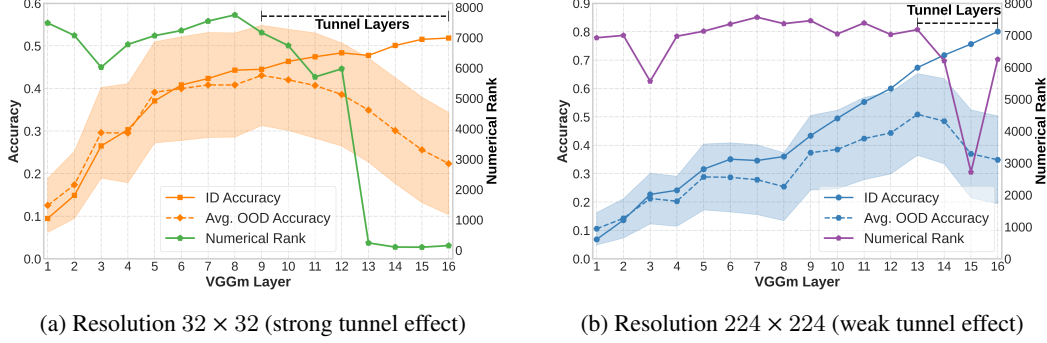 0.6
0.5
0.4
0.3
0.2
0.1
0.0
Accuracy
Tunnel Layers
ID Accuracy
Avg. OOD Accuracy
Numerical Rank
8000
7000
6000
5000
4000
3000
2000
1000
0
Numerical Rank
1 2 3 4 5 6 7 8 9 10 11 12 13 14 15 16
VGGm Layer
(a) Resolution 32 × 32 (strong tunnel effect)
0.9
0.8
0.7
0.6
0.5
0.4
0.3
0.2
0.1
0.0
Accuracy
Tunnel Layers
ID Accuracy
Avg. OOD Accuracy
Numerical Rank
8000
7000
6000
5000
4000
3000
2000
1000
0
Numerical Rank
1 2 3 4 5 6 7 8 9 10 11 12 13 14 15 16
VGGm Layer
(b) Resolution 224 × 224 (weak tunnel effect)